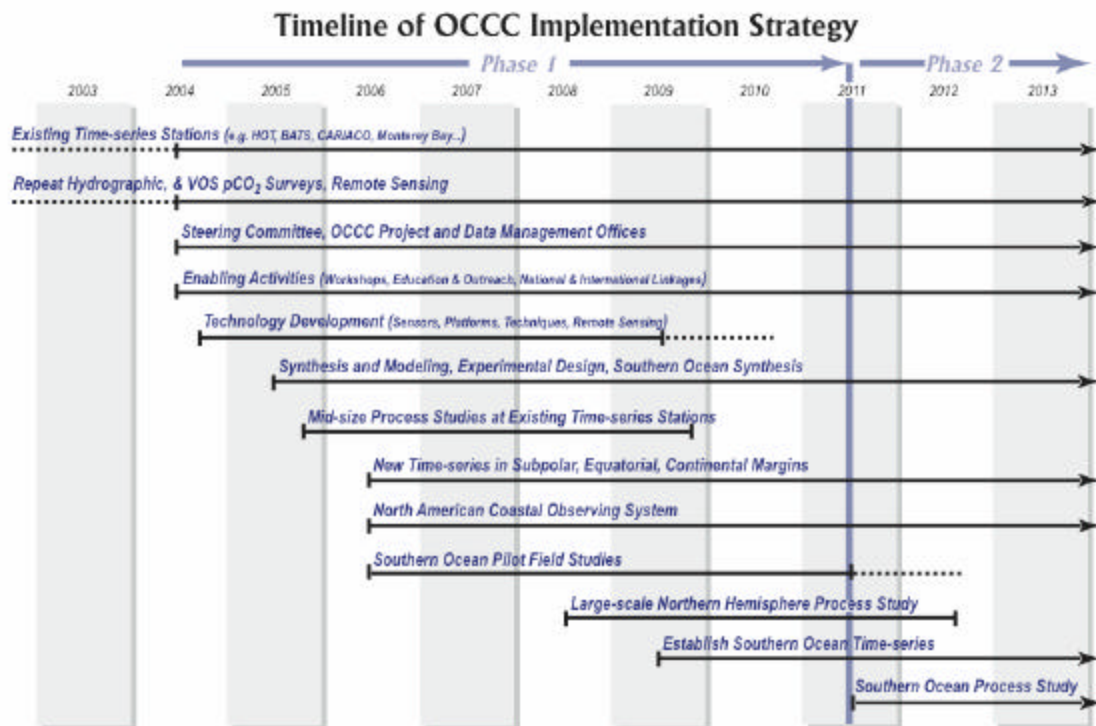 Timeline of OCCC Implementation Strategy
Phase 1 Phase 2
2003 2004 2005 2006 2007 2008 2009 2010 2011 2012 2013
Existing Time-series Stations (e.g. HOT, BATS, CARIACO, Monterey Bay..)
Repeat Hydrographic, & VOS pCO₂ Surveys, Remote Sensing
Steering Committee, OCCC Project and Data Management Offices
Enabling Activities (Workshops, Education & Outreach, National & International Linkages)
Technology Development (Sensors, Platforms, Techniques, Remote Sensing)
Synthesis and Modeling, Experimental Design, Southern Ocean Synthesis
Mid-size Process Studies at Existing Time-series Stations
New Time-series in Subpolar, Equatorial, Continental Margins
North American Coastal Observing System
Southern Ocean Pilot Field Studies
Large-scale Northern Hemisphere Process Study
Establish Southern Ocean Time-series
Southern Ocean Process Study